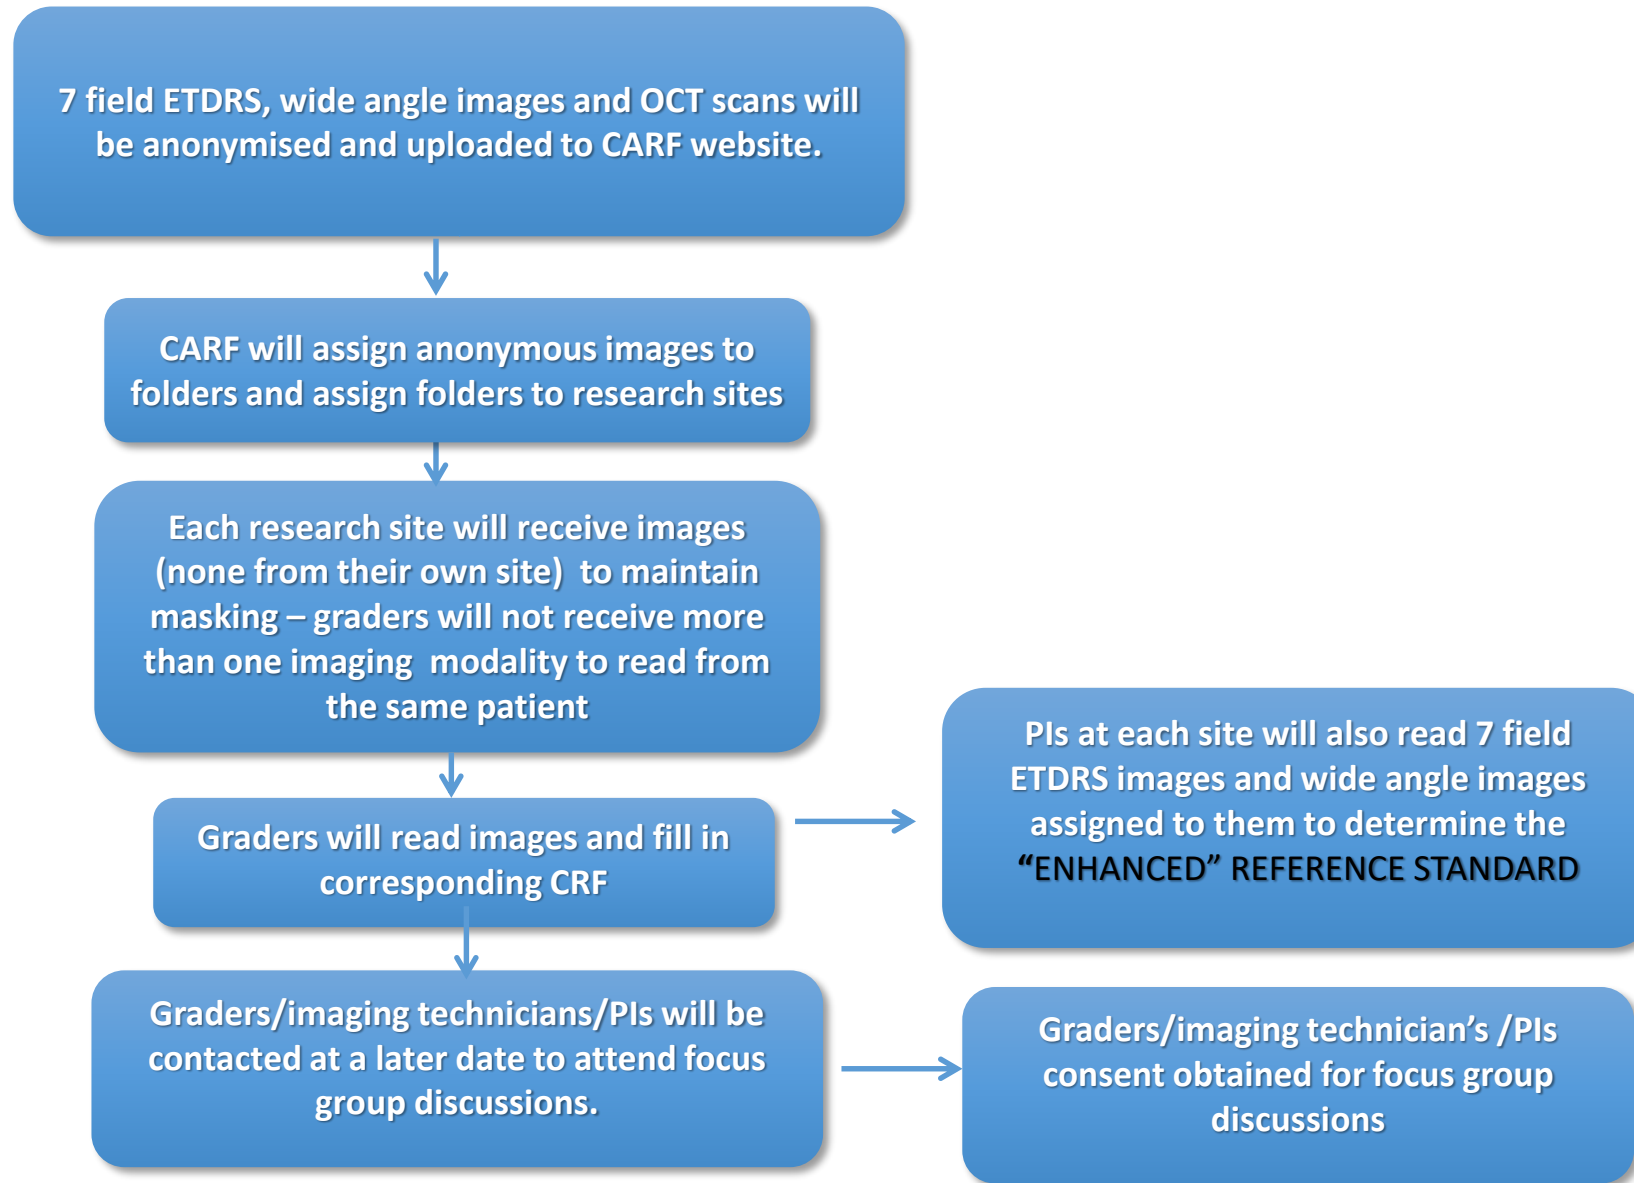 7 field ETDRS, wide angle images and OCT scans will
be anonymised and uploaded to CARF website.
CARF will assign anonymous images to
folders and assign folders to research sites
Each research site will receive images
(none from their own site)  to maintain
masking – graders will not receive more
than one imaging  modality to read from
the same patient
Graders will read images and fill in
corresponding CRF
PIs at each site will also read 7 field
ETDRS images and wide angle images
assigned to them to determine the
“ENHANCED” REFERENCE STANDARD
Graders/imaging technicians/PIs will be
contacted at a later date to attend focus
group discussions.
Graders/imaging technician’s /PIs
consent obtained for focus group
discussions